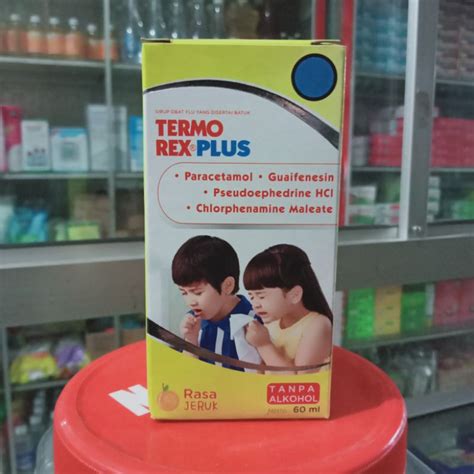 SIRUP OBAT FLU YANG DISERTAI BATUK
TERMO
REX® PLUS
• Paracetamol • Guaifenesin
• Pseudoephedrine HCl
• Chlorphenamine Maleate
Rasa
JERUK
TANPA
ALKOHOL
60 ml